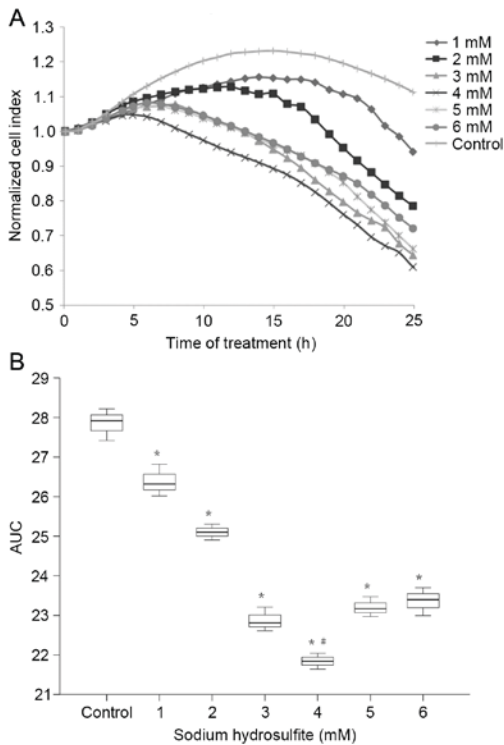 A
1.3
1.2
1.1
1.0
0.9
0.8
0.7
0.6
0.5
Normalized cell index
0 5 10 15 20 25
Time of treatment (h)
1 mM
2 mM
3 mM
4 mM
5 mM
6 mM
Control
B
29
28
27
26
25
24
23
22
21
AUC
* * * * # * *
Control 1 2 3 4 5 6
Sodium hydrosulfite (mM)